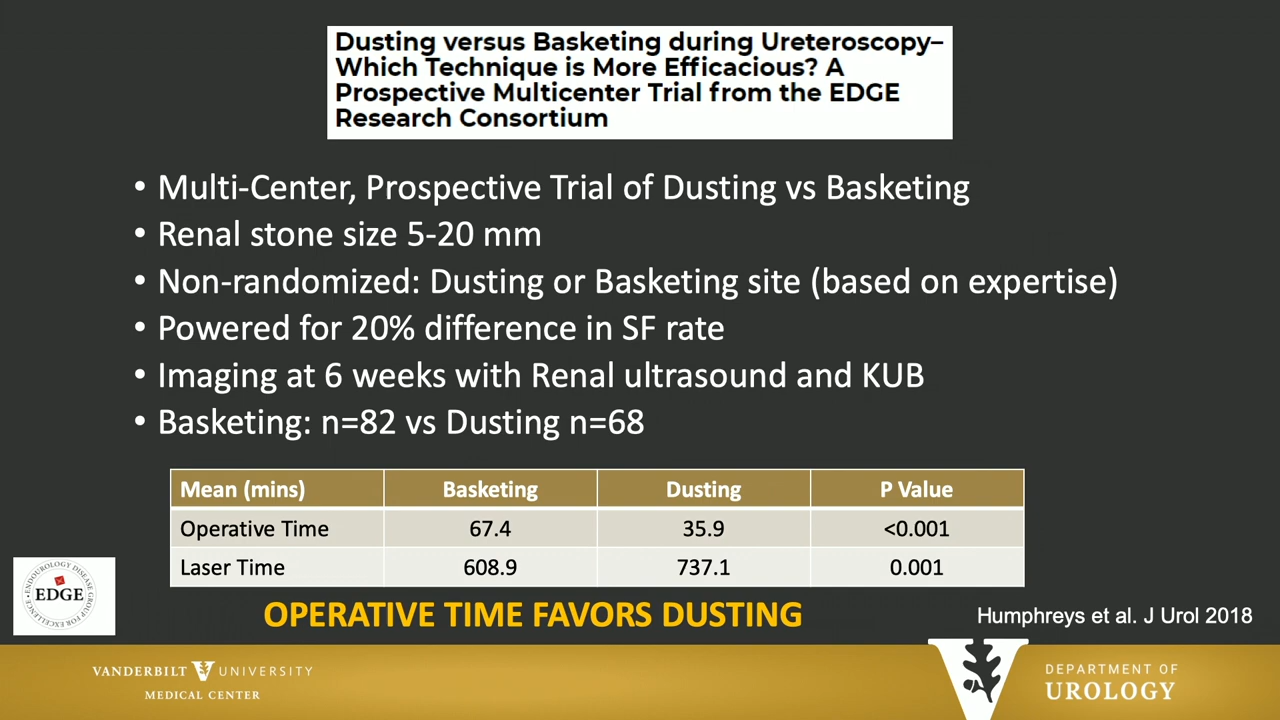 Dusting versus Basketing during Ureteroscopy–
Which Technique is More Efficacious? A
Prospective Multicenter Trial from the EDGE
Research Consortium
• Multi-Center, Prospective Trial of Dusting vs Basketing
• Renal stone size 5-20 mm
• Non-randomized: Dusting or Basketing site (based on expertise)
• Powered for 20% difference in SF rate
• Imaging at 6 weeks with Renal ultrasound and KUB
• Basketing: n=82 vs Dusting n=68
Mean (mins) Basketing Dusting P Value
Operative Time 67.4 35.9 <0.001
Laser Time 608.9 737.1 0.001
ENDOUROLOGY DISEASE GROUP FOR EXCELLENCE
EDGE
OPERATIVE TIME FAVORS DUSTING
Humphreys et al. J Urol 2018
VANDERBILT V UNIVERSITY
MEDICAL CENTER
DEPARTMENT OF
UROLOGY